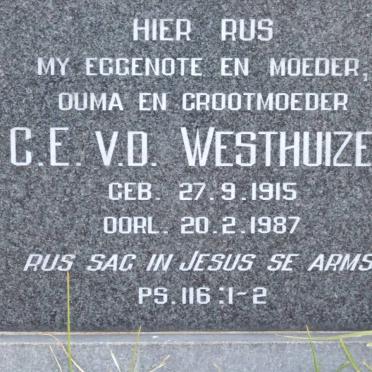 HIER RUS
MY EGGENOTE EN MOEDER,
OUMA EN GROOTMOEDER
C.E. V.D. WESTHUIZE
GEB. 27.9.1915
OORL. 20.2.1987
RUS SAG IN JESUS SE ARMS
PS. 116:1-2